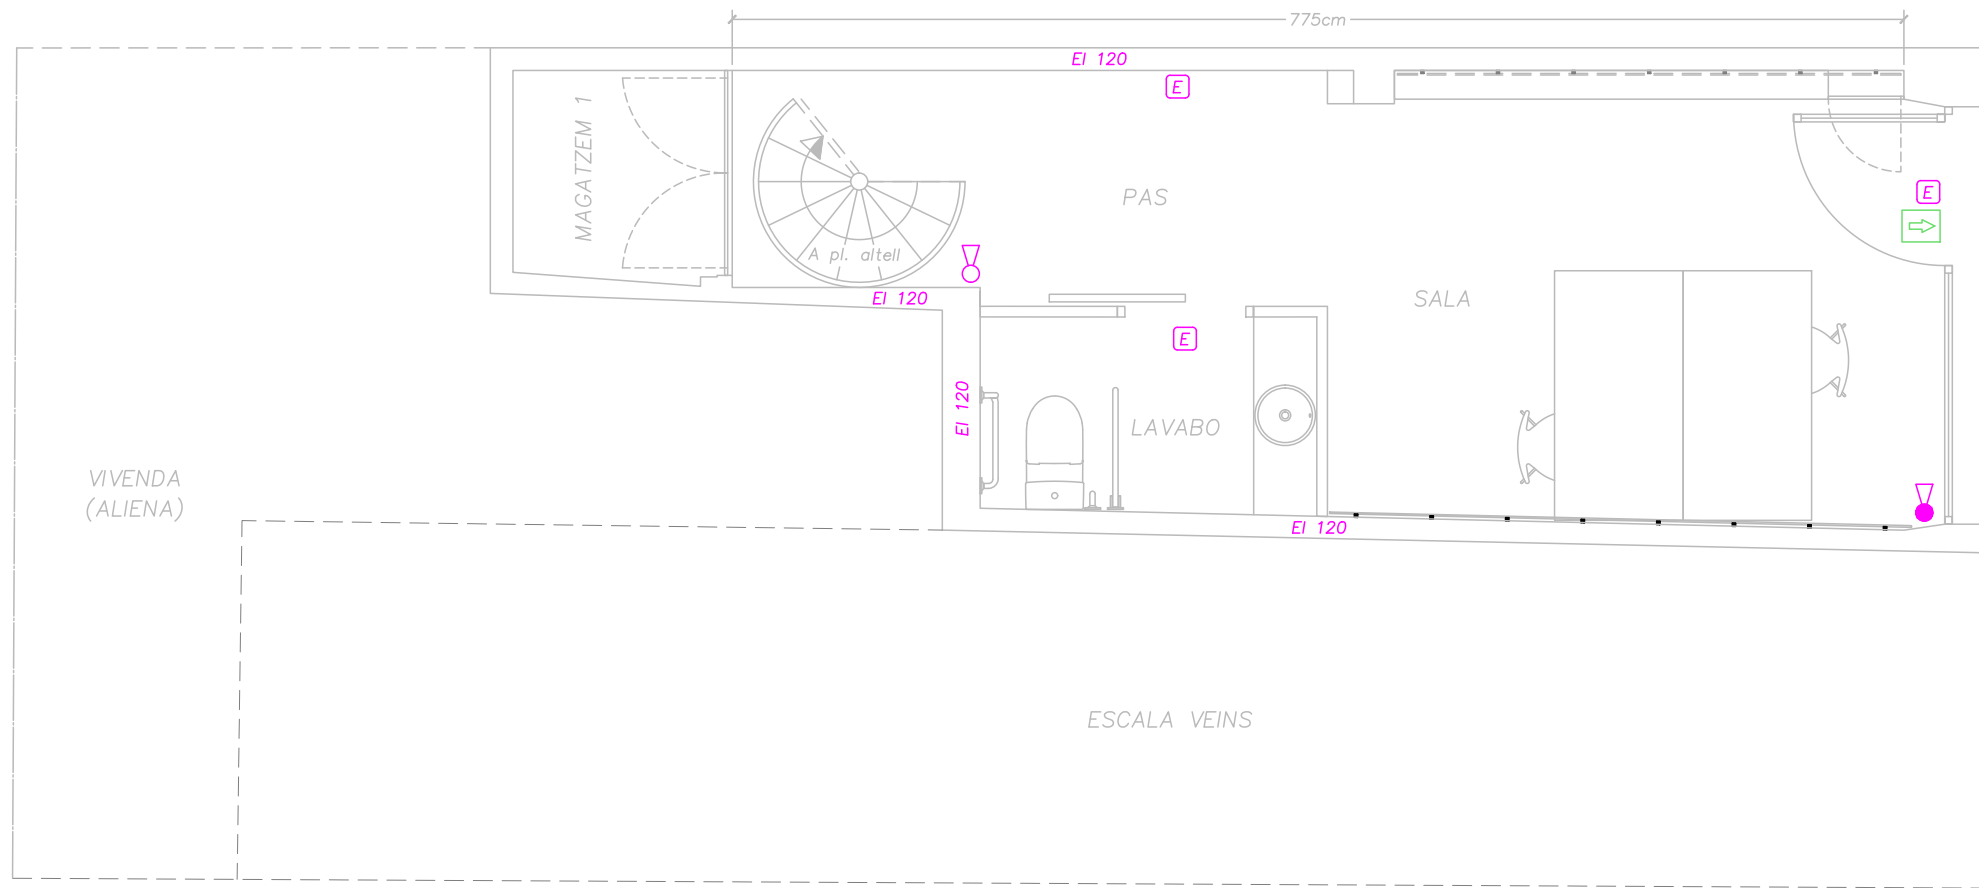 775cm
EI 120
E
MAGATZEM 1
PAS
E
A pl. altell
EI 120
SALA
E
EI 120
LAVABO
VIVENDA
(ALIENA)
EI 120
ESCALA VEINS